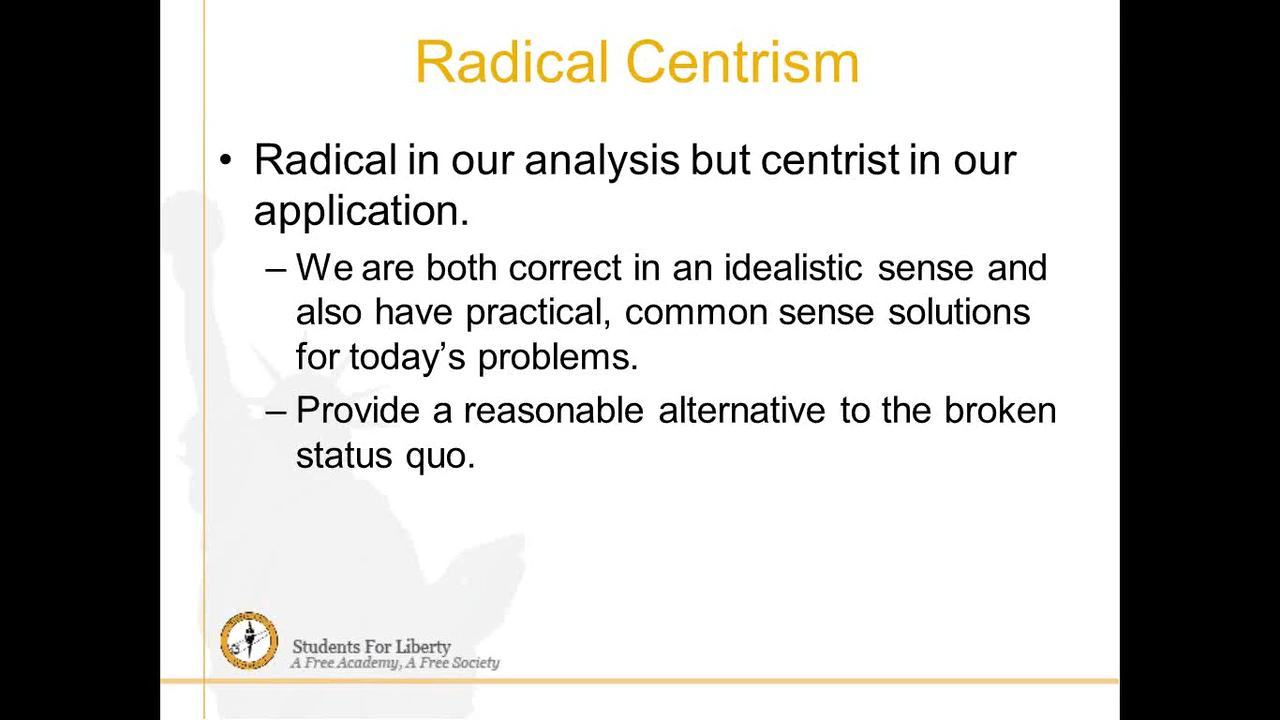 Radical Centrism
• Radical in our analysis but centrist in our
application.
– We are both correct in an idealistic sense and
also have practical, common sense solutions
for today’s problems.
– Provide a reasonable alternative to the broken
status quo.
Students For Liberty
A Free Academy, A Free Society